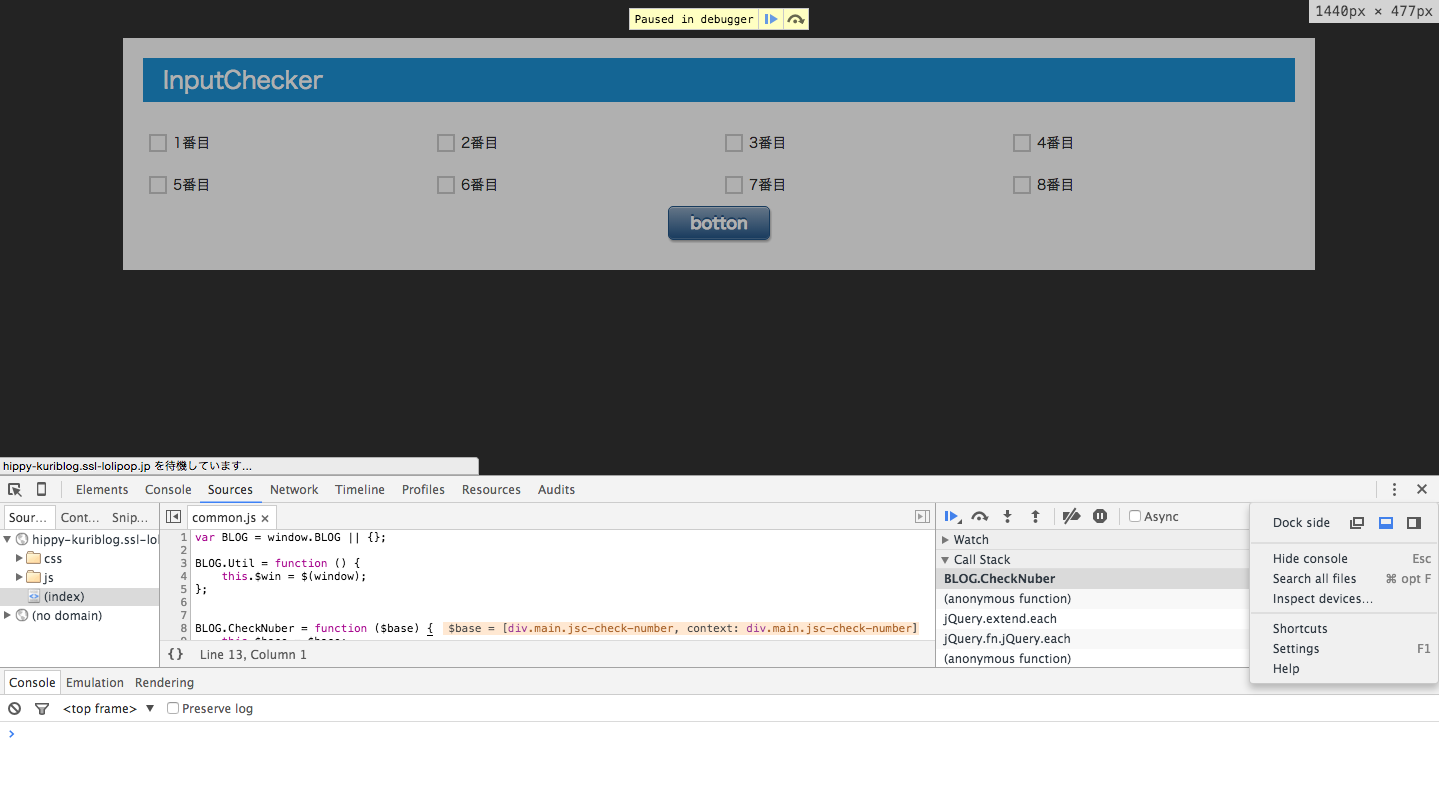 Paused in debugger
1440px × 477px
InputChecker
1番目 2番目 3番目 4番目
5番目 6番目 7番目 8番目
botton
hippy-kuriblog.ssl-lolipop.jp を待機しています...
Elements Console Sources Network Timeline Profiles Resources Audits
Sour... Cont... Snip...
common.js ×
Async
Dock side
hippy-kuriblog.ssl-lol
css
js
(index)
(no domain)
1 var BLOG = window.BLOG || {};
2
3 BLOG.Util = function () {
4 this.$win = $(window);
5 };
6
7
8 BLOG.CheckNuber = function ($base) { $base = [div.main.jsc-check-number, context: div.main.jsc-check-number]
{} Line 13, Column 1
Watch
Call Stack
BLOG.CheckNuber
(anonymous function)
jQuery.extend.each
jQuery.fn.jQuery.each
(anonymous function)
Hide console Esc
Search all files ⌘ opt F
Inspect devices...
Shortcuts
Settings F1
Help
Console Emulation Rendering
<top frame> ▼ Preserve log
>